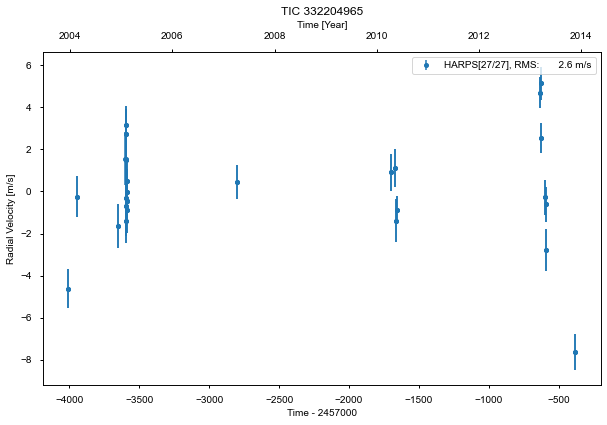 TIC 332204965
Time [Year]
2004 2006 2008 2010 2012 2014
HARPS[27/27], RMS: 2.6 m/s
6
4
2
0
−2
−4
−6
−8
Radial Velocity [m/s]
−4000 −3500 −3000 −2500 −2000 −1500 −1000 −500
Time - 2457000